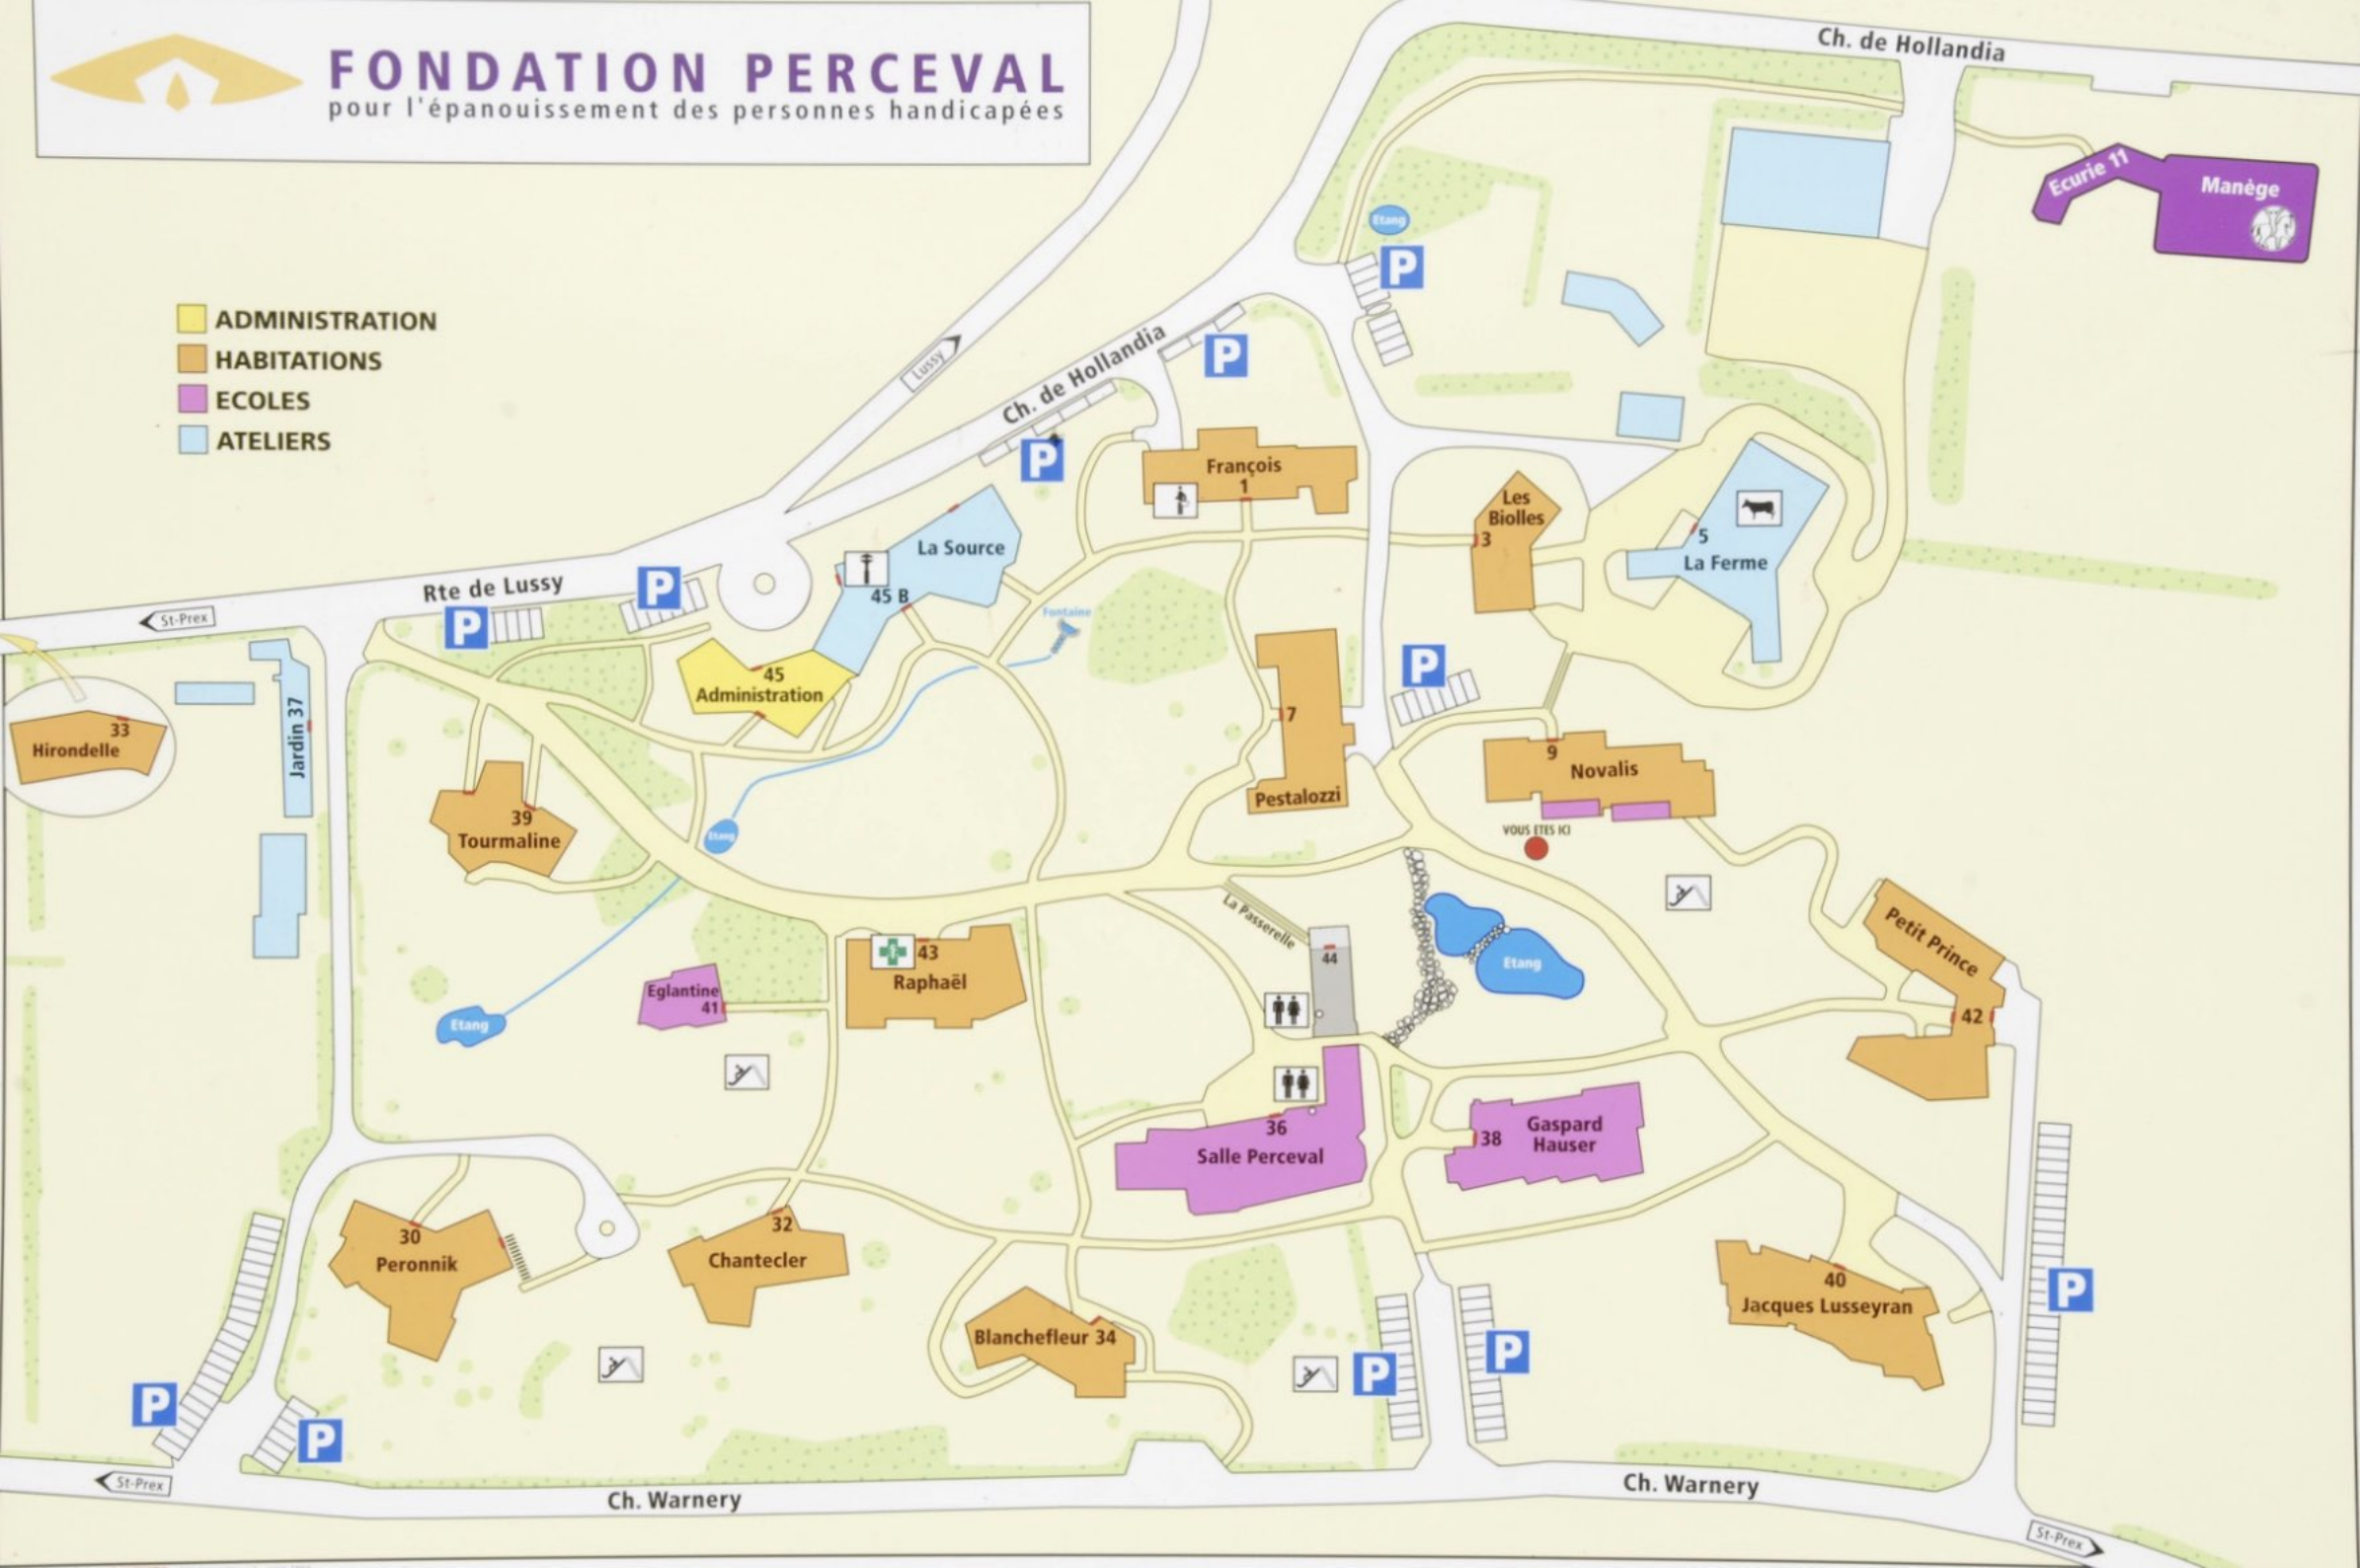 FONDATION PERCEVAL
pour l'épanouissement des personnes handicapées
Ch. de Hollandia
Ecurie 11
Manège
Etang
P
ADMINISTRATION
HABITATIONS
ECOLES
ATELIERS
Lussy
Ch. de Hollandia
P
P
François
1
Les
Biolles
3
5
La Ferme
La Source
45 B
Rte de Lussy
P
P
St-Prex
Fontaine
45
Administration
P
7
Pestalozzi
9
Novalis
VOUS ETES ICI
33
Hirondelle
Jardin 37
39
Tourmaline
Etang
La Passerelle
44
Etang
Petit Prince
42
43
Raphaël
Eglantine
41
Etang
36
Salle Perceval
38
Gaspard
Hauser
30
Peronnik
32
Chantecler
Blanchefleur 34
40
Jacques Lusseyran
P
P
P
P
P
St-Prex
Ch. Warnery
Ch. Warnery
St-Prex